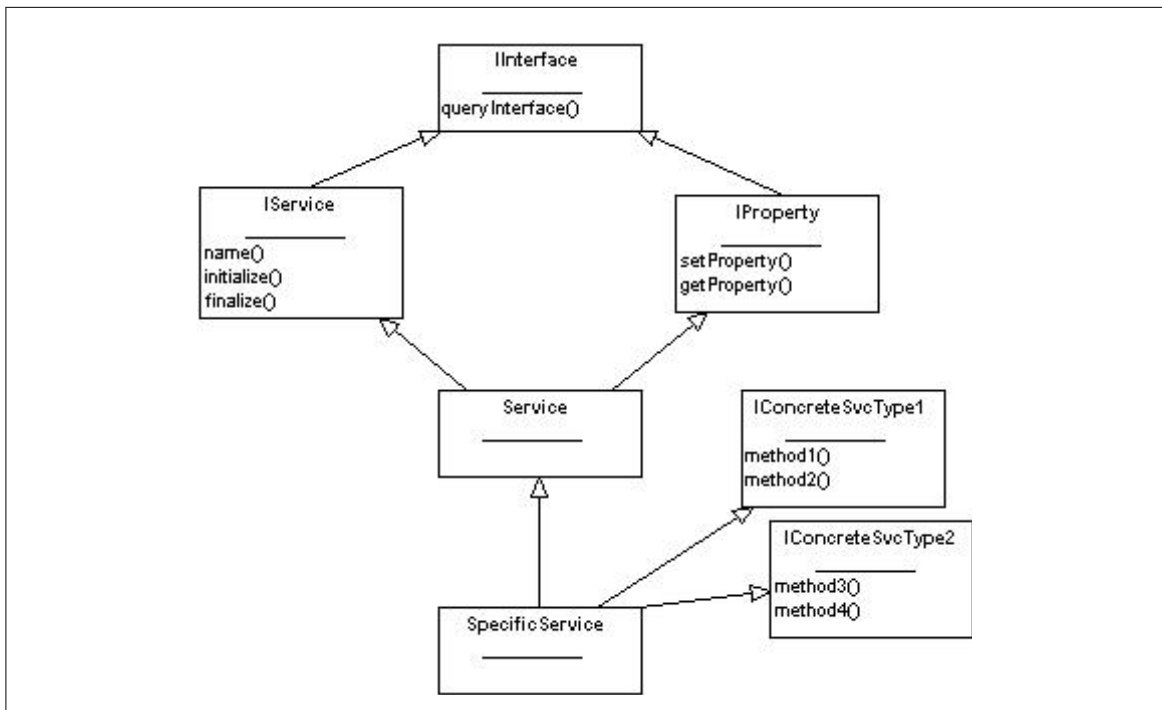 IInterface
queryInterface()
IService
name()
initialize()
finalize()
IProperty
setProperty()
getProperty()
Service
IConcreteSvcType1
method1()
method2()
IConcreteSvcType2
method3()
method4()
SpecificService